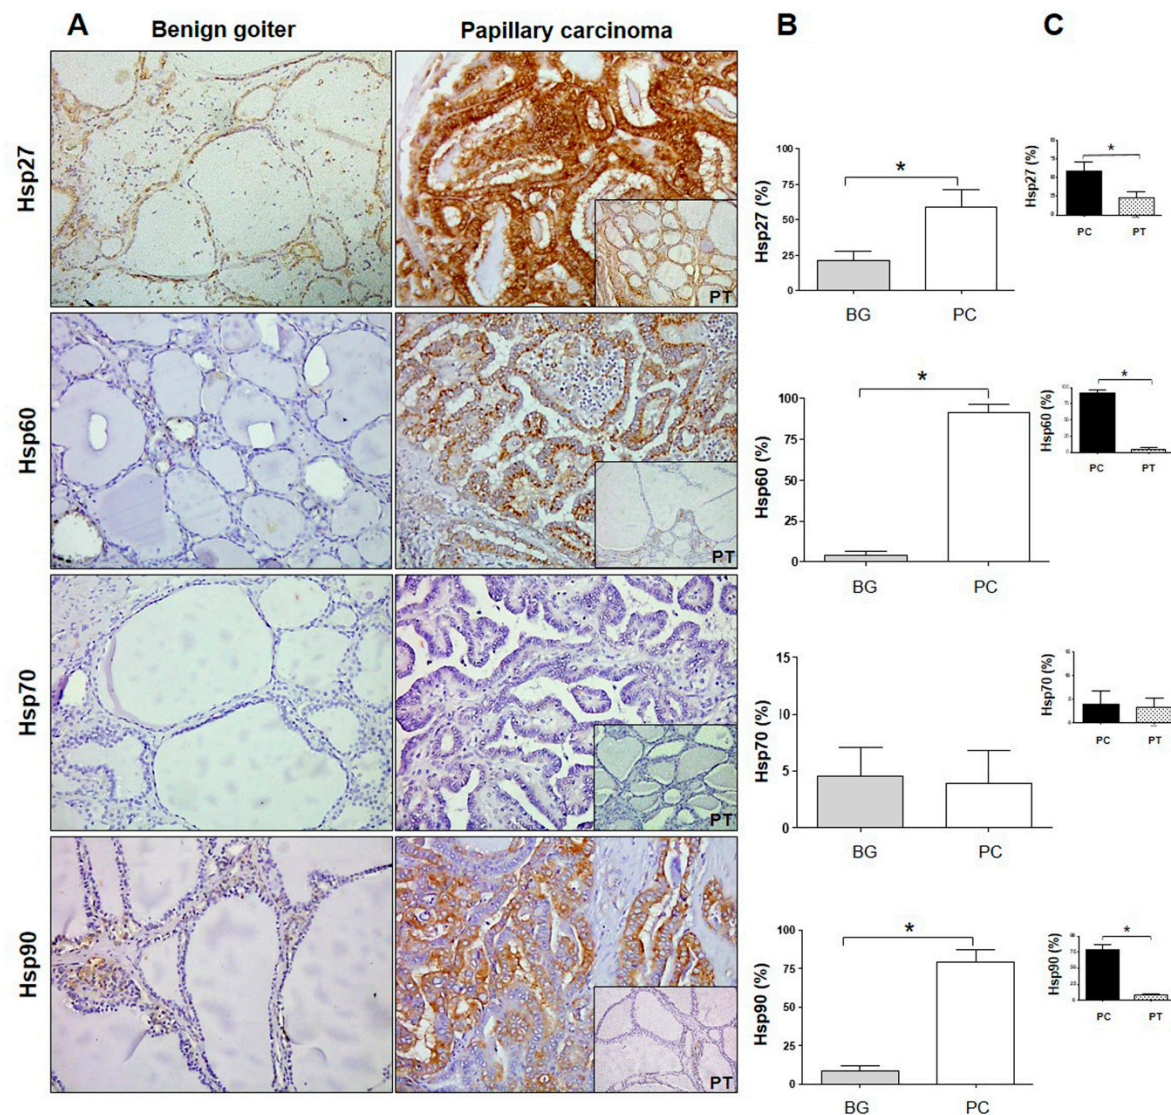 A
Benign goiter
Papillary carcinoma
B
C
Hsp27
PT
Hsp27 (%)
100
75
50
25
0
*
BG
PC
Hsp27 (%)
*
PC
PT
Hsp60
PT
Hsp60 (%)
100
75
50
25
0
*
BG
PC
Hsp60 (%)
*
PC
PT
Hsp70
PT
Hsp70 (%)
15
10
5
0
BG
PC
Hsp70 (%)
PC
PT
Hsp90
PT
Hsp90 (%)
100
75
50
25
0
*
BG
PC
Hsp90 (%)
*
PC
PT